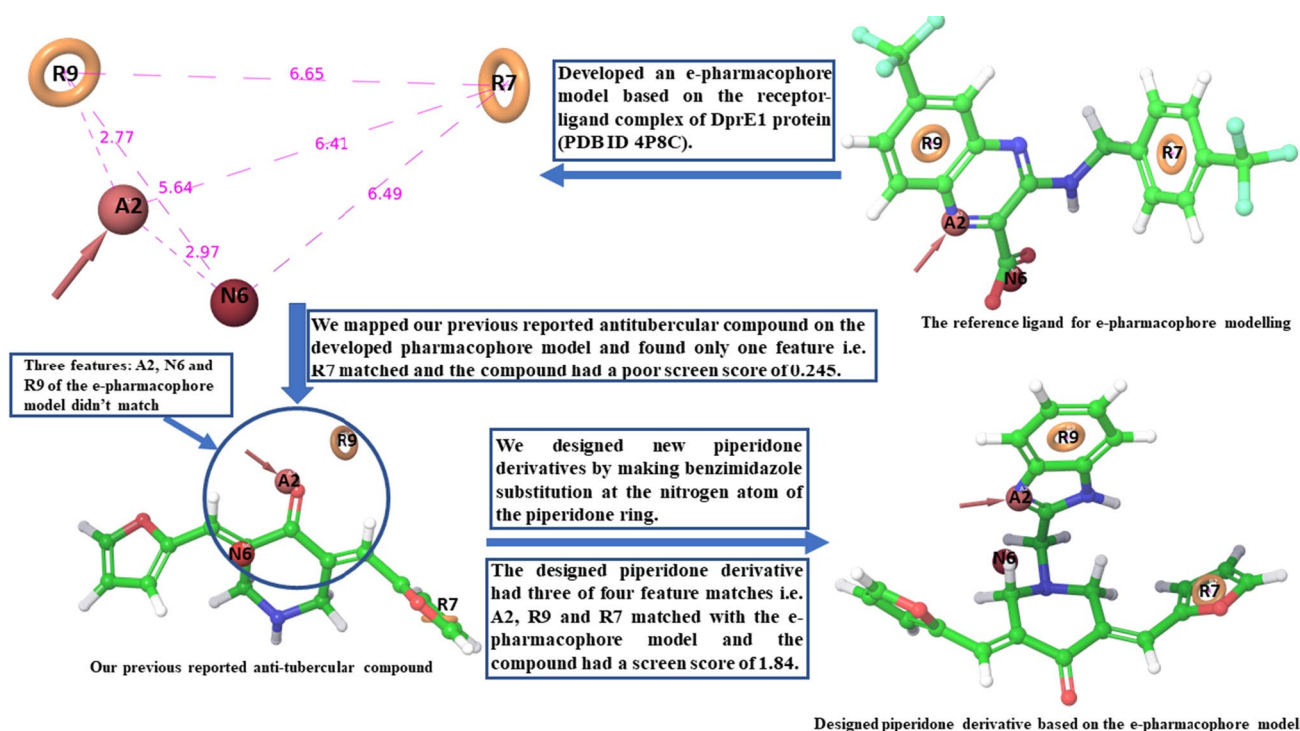 R9
R7
6.65
2.77
6.41
A2
5.64
6.49
2.97
N6
Developed an e-pharmacophore
model based on the receptor-
ligand complex of DprE1 protein
(PDB ID 4P8C).
R9
R7
A2
N6
The reference ligand for e-pharmacophore modelling
We mapped our previous reported antitubercular compound on the
developed pharmacophore model and found only one feature i.e.
R7 matched and the compound had a poor screen score of 0.245.
Three features: A2, N6 and
R9 of the e-pharmacophore
model didn't match
R9
A2
N6
R7
Our previous reported anti-tubercular compound
We designed new piperidone
derivatives by making benzimidazole
substitution at the nitrogen atom of
the piperidone ring.
The designed piperidone derivative
had three of four feature matches i.e.
A2, R9 and R7 matched with the e-
pharmacophore model and the
compound had a screen score of 1.84.
R9
A2
N6
R7
Designed piperidone derivative based on the e-pharmacophore model